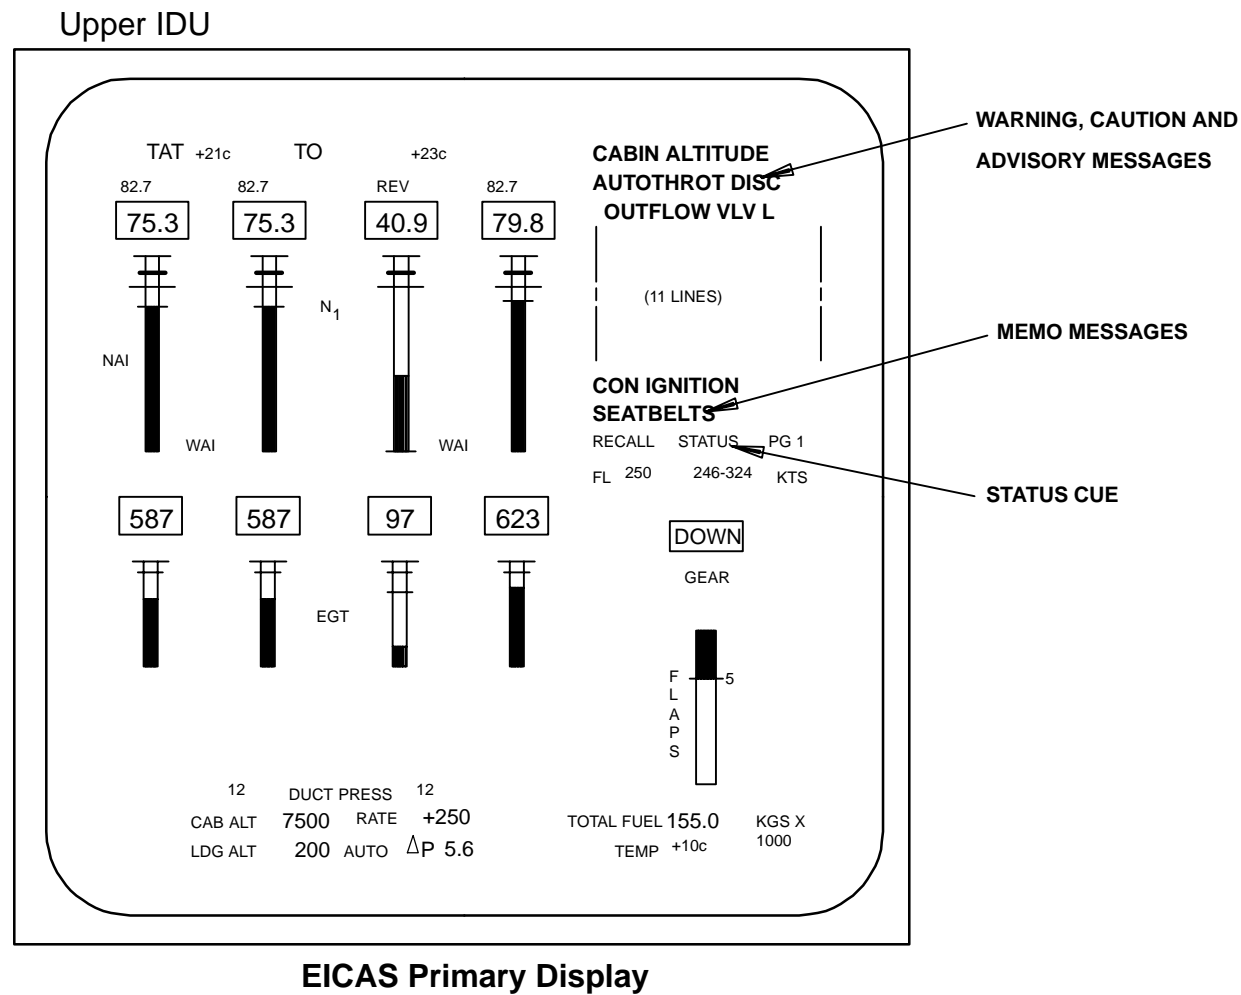 Upper IDU
WARNING, CAUTION AND
ADVISORY MESSAGES
TAT +21c TO +23c
CABIN ALTITUDE
AUTOTHROT DISC
OUTFLOW VLV L
82.7 82.7 REV 82.7
75.3 75.3 40.9 79.8
(11 LINES)
N1
MEMO MESSAGES
NAI
CON IGNITION
SEATBELTS
WAI WAI
RECALL STATUS PG 1
FL 250 246-324 KTS
STATUS CUE
587 587 97 623
DOWN
GEAR
EGT
FLAPS
5
12 DUCT PRESS 12
CAB ALT 7500 RATE +250
LDG ALT 200 AUTO ΔP 5.6
TOTAL FUEL 155.0 KGS X
1000
TEMP +10c
EICAS Primary Display